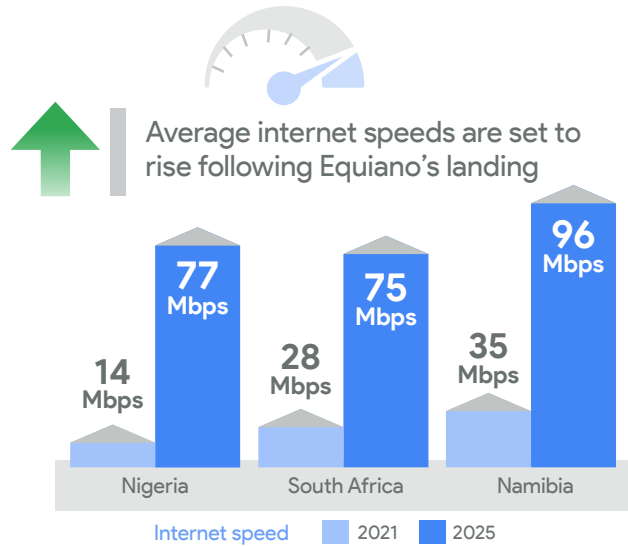 Average internet speeds are set to
rise following Equiano's landing
14
Mbps
77
Mbps
28
Mbps
75
Mbps
35
Mbps
96
Mbps
Nigeria
South Africa
Namibia
Internet speed 2021 2025